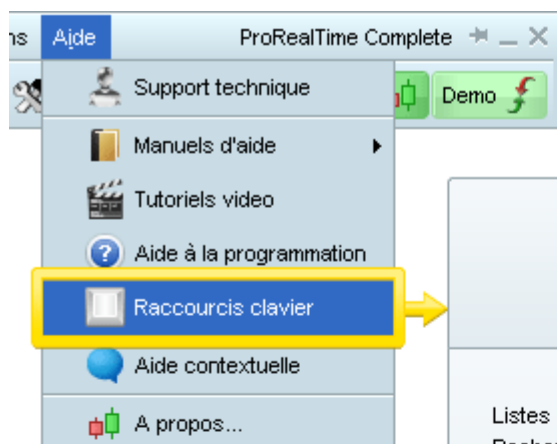 Aide
ProRealTime Complete
Support technique
Demo
Manuels d'aide
Tutoriels video
Aide à la programmation
Raccourcis clavier
Aide contextuelle
A propos...
Listes